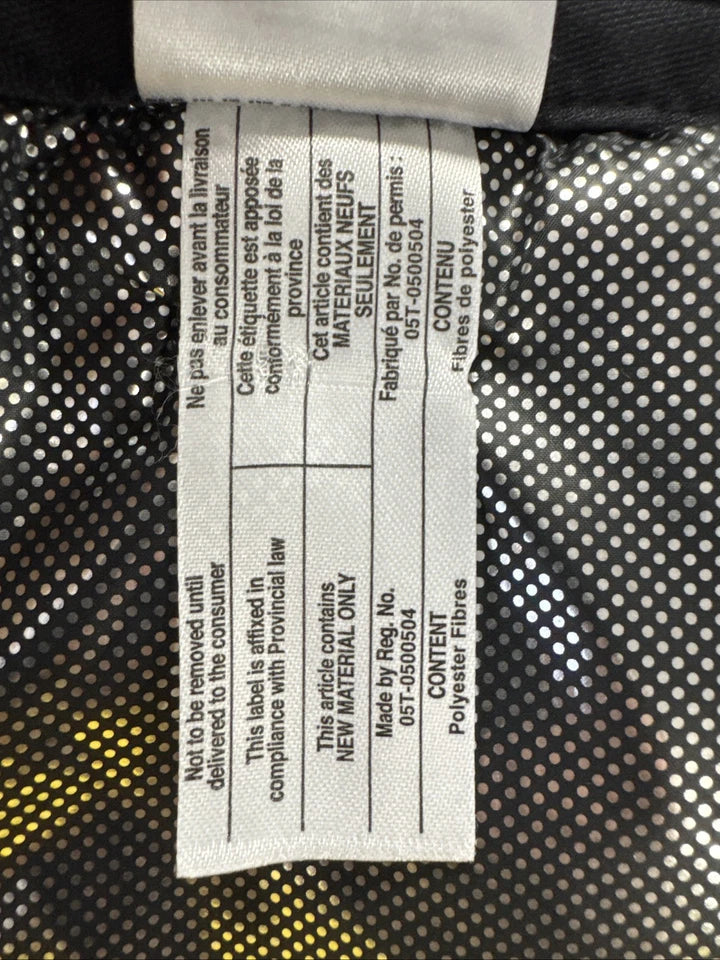 Not to be removed until
delivered to the consumer
Ne pas enlever avant la livraison
au consommateur
This label is affixed in
compliance with Provincial law
Cette étiquette est apposée
conformément à la loi de la
province
This article contains
NEW MATERIAL ONLY
Cet article contient des
MATERIAUX NEUFS
SEULEMENT
Made by Reg. No.
05T-0500504
Fabriqué par No. de permis :
05T-0500504
CONTENT
Polyester Fibres
CONTENU
Fibres de polyester